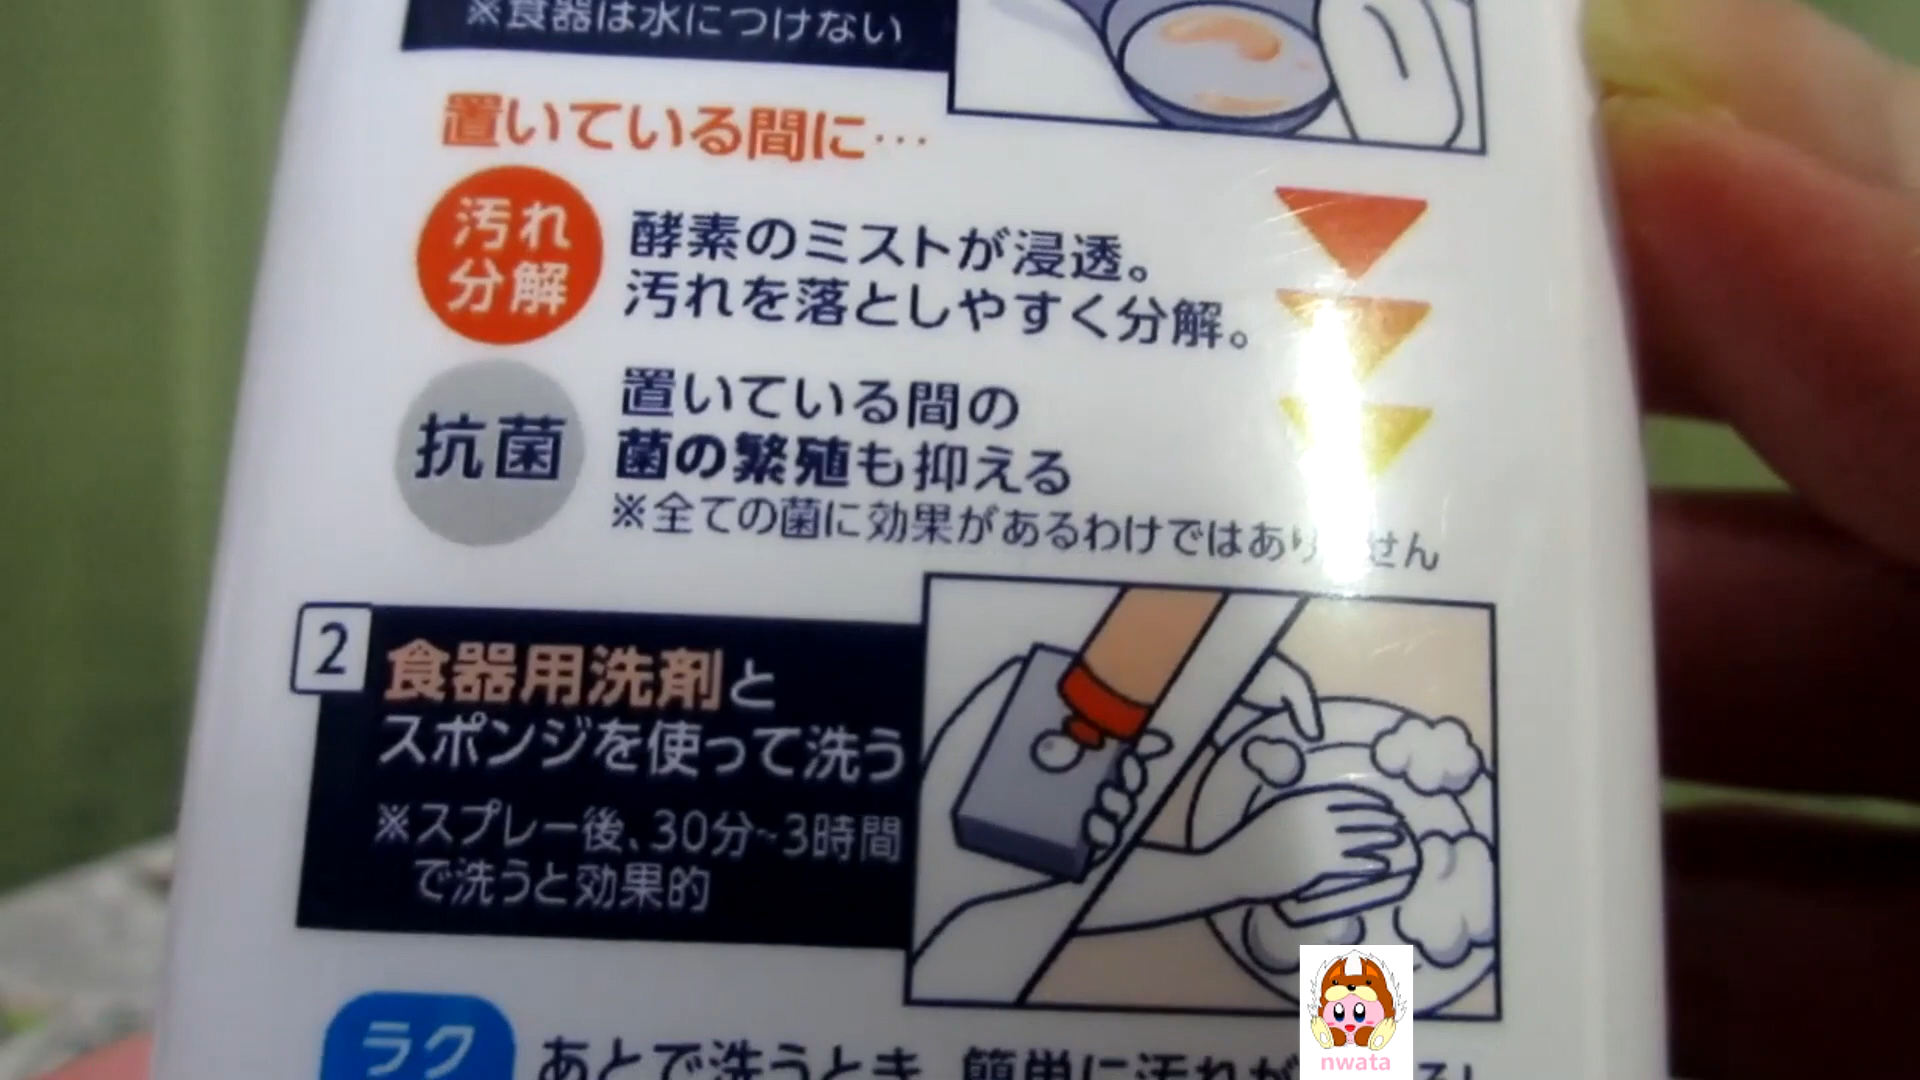 ※食器は水につけない
置いている間に…
汚れ
分解
酵素のミストが浸透。
汚れを落としやすく分解。
抗菌
置いている間の
菌の繁殖も抑える
※全ての菌に効果があるわけではあり せん
2
食器用洗剤と
スポンジを使って洗う
※スプレー後、30分~3時間
で洗うと効果的
ラク
あとで洗うとき、簡単に汚れが
nwata